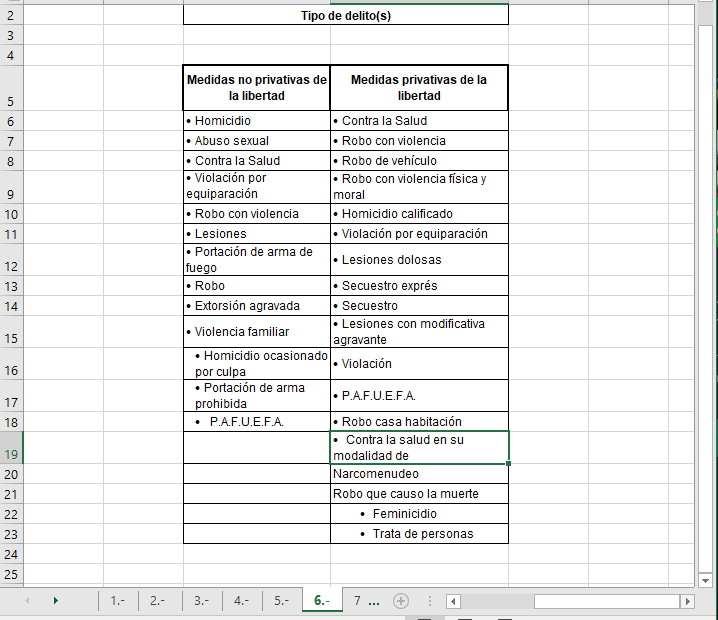 2 Tipo de delito(s)
3
4
Medidas no privativas de Medidas privativas de la
5 la libertad libertad
6 • Homicidio • Contra la Salud
7 • Abuso sexual • Robo con violencia
8 • Contra la Salud • Robo de vehículo
• Violación por • Robo con violencia física y
9 equiparación moral
10 • Robo con violencia • Homicidio calificado
11 • Lesiones • Violación por equiparación
• Portación de arma de
12 fuego • Lesiones dolosas
13 • Robo • Secuestro exprés
14 • Extorsión agravada • Secuestro
• Lesiones con modificativa
15 • Violencia familiar agravante
• Homicidio ocasionado
16 por culpa • Violación
• Portación de arma
17 prohibida • P.A.F.U.E.F.A.
18 • P.A.F.U.E.F.A. • Robo casa habitación
• Contra la salud en su
19 modalidad de
20 Narcomenudeo
21 Robo que causo la muerte
22 • Feminicidio
23 • Trata de personas
24
25
1.- 2.- 3.- 4.- 5.- 6.- 7 ...